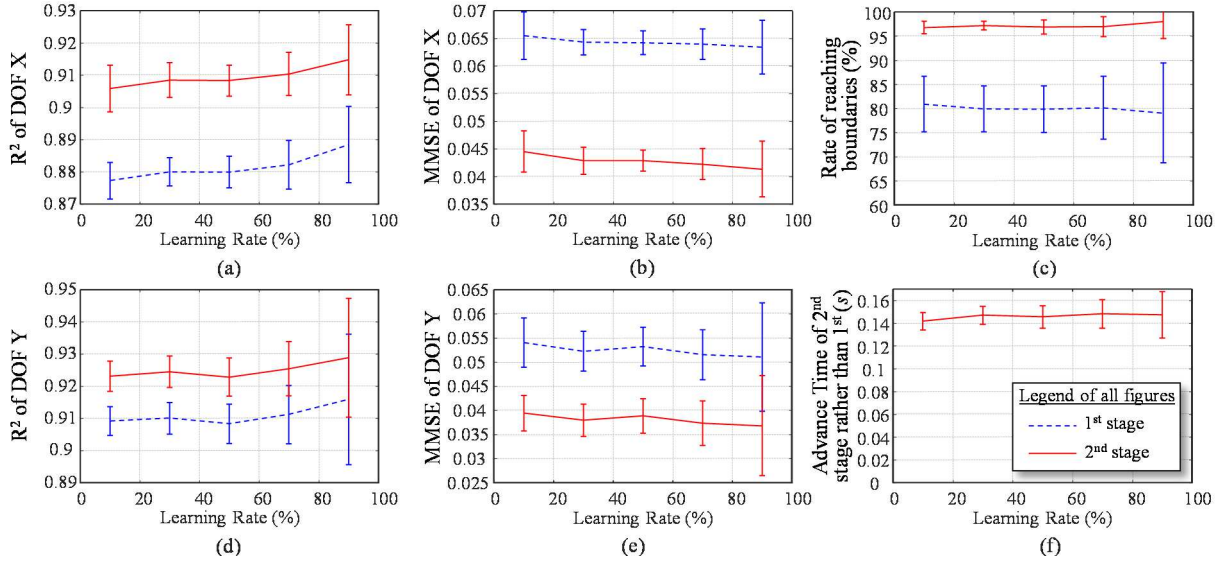 R² of DOF X
0.93
0.92
0.91
0.9
0.89
0.88
0.87
0 20 40 60 80 100
Learning Rate (%)
(a)
MMSE of DOF X
0.07
0.065
0.06
0.055
0.05
0.045
0.04
0.035
0 20 40 60 80 100
Learning Rate (%)
(b)
Rate of reaching
boundaries (%)
100
95
90
85
80
75
70
65
60
0 20 40 60 80 100
Learning Rate (%)
(c)
R² of DOF Y
0.95
0.94
0.93
0.92
0.91
0.9
0.89
0 20 40 60 80 100
Learning Rate (%)
(d)
MMSE of DOF Y
0.065
0.06
0.055
0.05
0.045
0.04
0.035
0.03
0.025
0 20 40 60 80 100
Learning Rate (%)
(e)
Advance Time of 2nd
stage rather than 1st (s)
0.16
0.14
0.12
0.1
0.08
0.06
0.04
0.02
0
0 20 40 60 80 100
Learning Rate (%)
(f)
Legend of all figures
1st stage
2nd stage